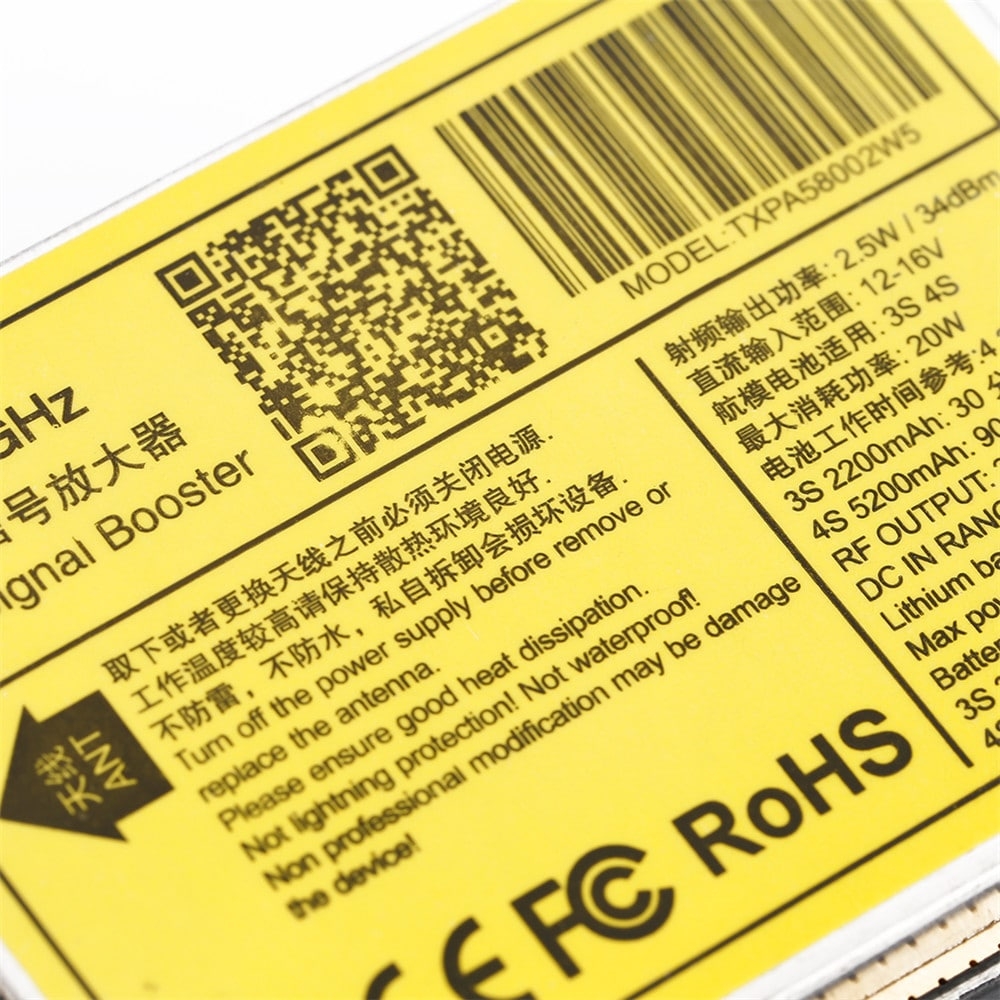 MODEL:TXPA58002W5
GHz
信号放大器
Signal Booster
取下或者更换天线之前必须关闭电源.
工作温度较高请保持散热环境良好.
不防雷，不防水，私自拆卸会损坏设备.
Turn off the power supply before remove or
replace the antenna.
Please ensure good heat dissipation.
Not lightning protection! Not waterproof!
Non professional modification may be damage
the device!
天线
ANT
射频输出功率: 2.5W / 34dBm
直流输入范围: 12-16V
航模电池适用: 3S 4S
最大消耗功率: 20W
电池工作时间参考:4.
3S 2200mAh: 30
4S 5200mAh: 90
RF OUTPUT:
DC IN RANG
Lithium ba
Max po
Batter
3S
4S
CE FC RoHS